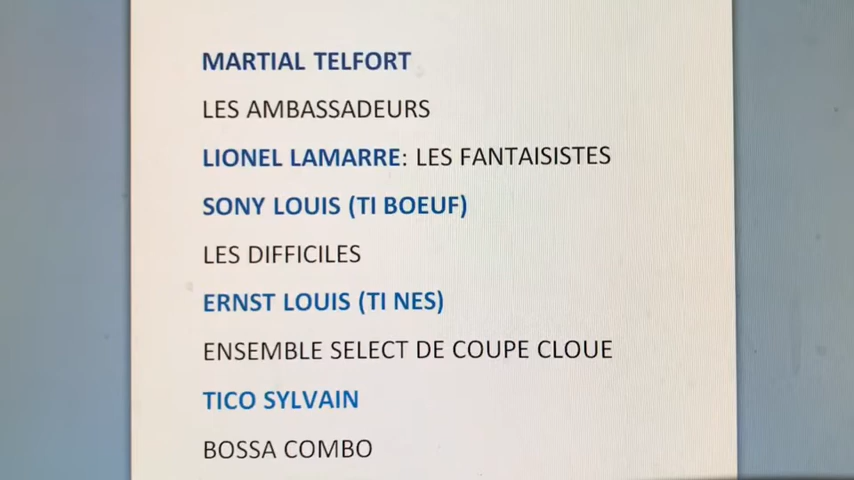 MARTIAL TELFORT
LES AMBASSADEURS
LIONEL LAMARRE: LES FANTAISISTES
SONY LOUIS (TI BOEUF)
LES DIFFICILES
ERNST LOUIS (TI NES)
ENSEMBLE SELECT DE COUPE CLOUE
TICO SYLVAIN
BOSSA COMBO